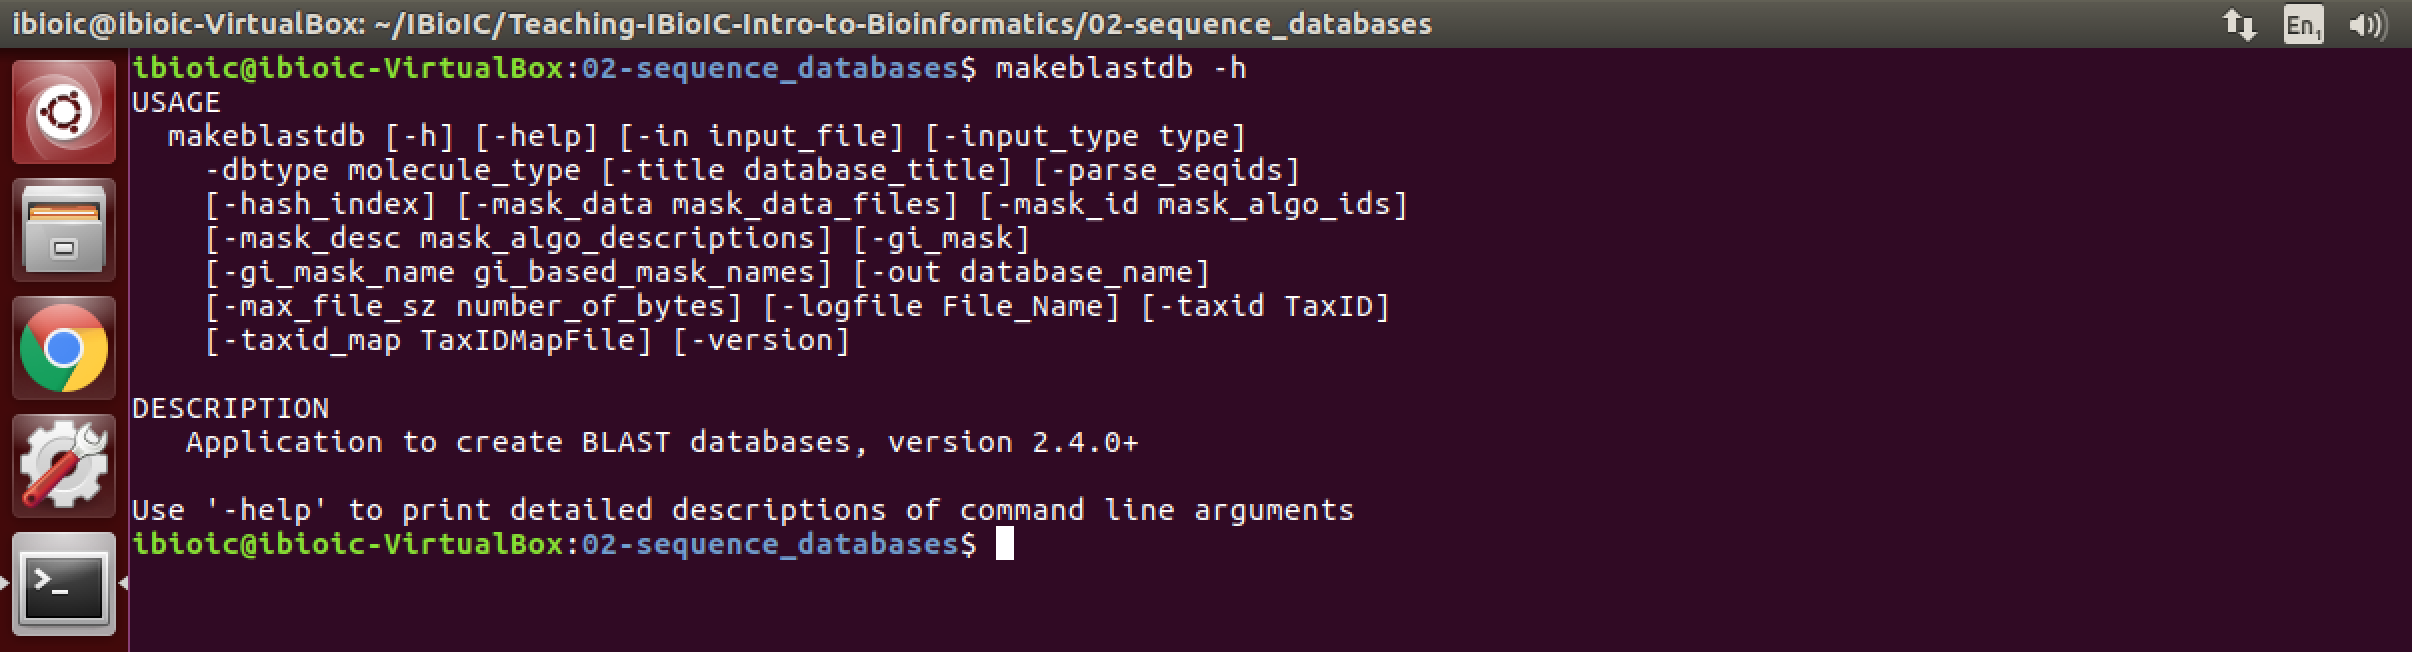 ibioic@ibioic-VirtualBox: ~/IBioIC/Teaching-IBioIC-Intro-to-Bioinformatics/02-sequence_databases En1
ibioic@ibioic-VirtualBox:02-sequence_databases$ makeblastdb -h
USAGE
  makeblastdb [-h] [-help] [-in input_file] [-input_type type]
    -dbtype molecule_type [-title database_title] [-parse_seqids]
    [-hash_index] [-mask_data mask_data_files] [-mask_id mask_algo_ids]
    [-mask_desc mask_algo_descriptions] [-gi_mask]
    [-gi_mask_name gi_based_mask_names] [-out database_name]
    [-max_file_sz number_of_bytes] [-logfile File_Name] [-taxid TaxID]
    [-taxid_map TaxIDMapFile] [-version]

DESCRIPTION
   Application to create BLAST databases, version 2.4.0+

Use '-help' to print detailed descriptions of command line arguments
ibioic@ibioic-VirtualBox:02-sequence_databases$